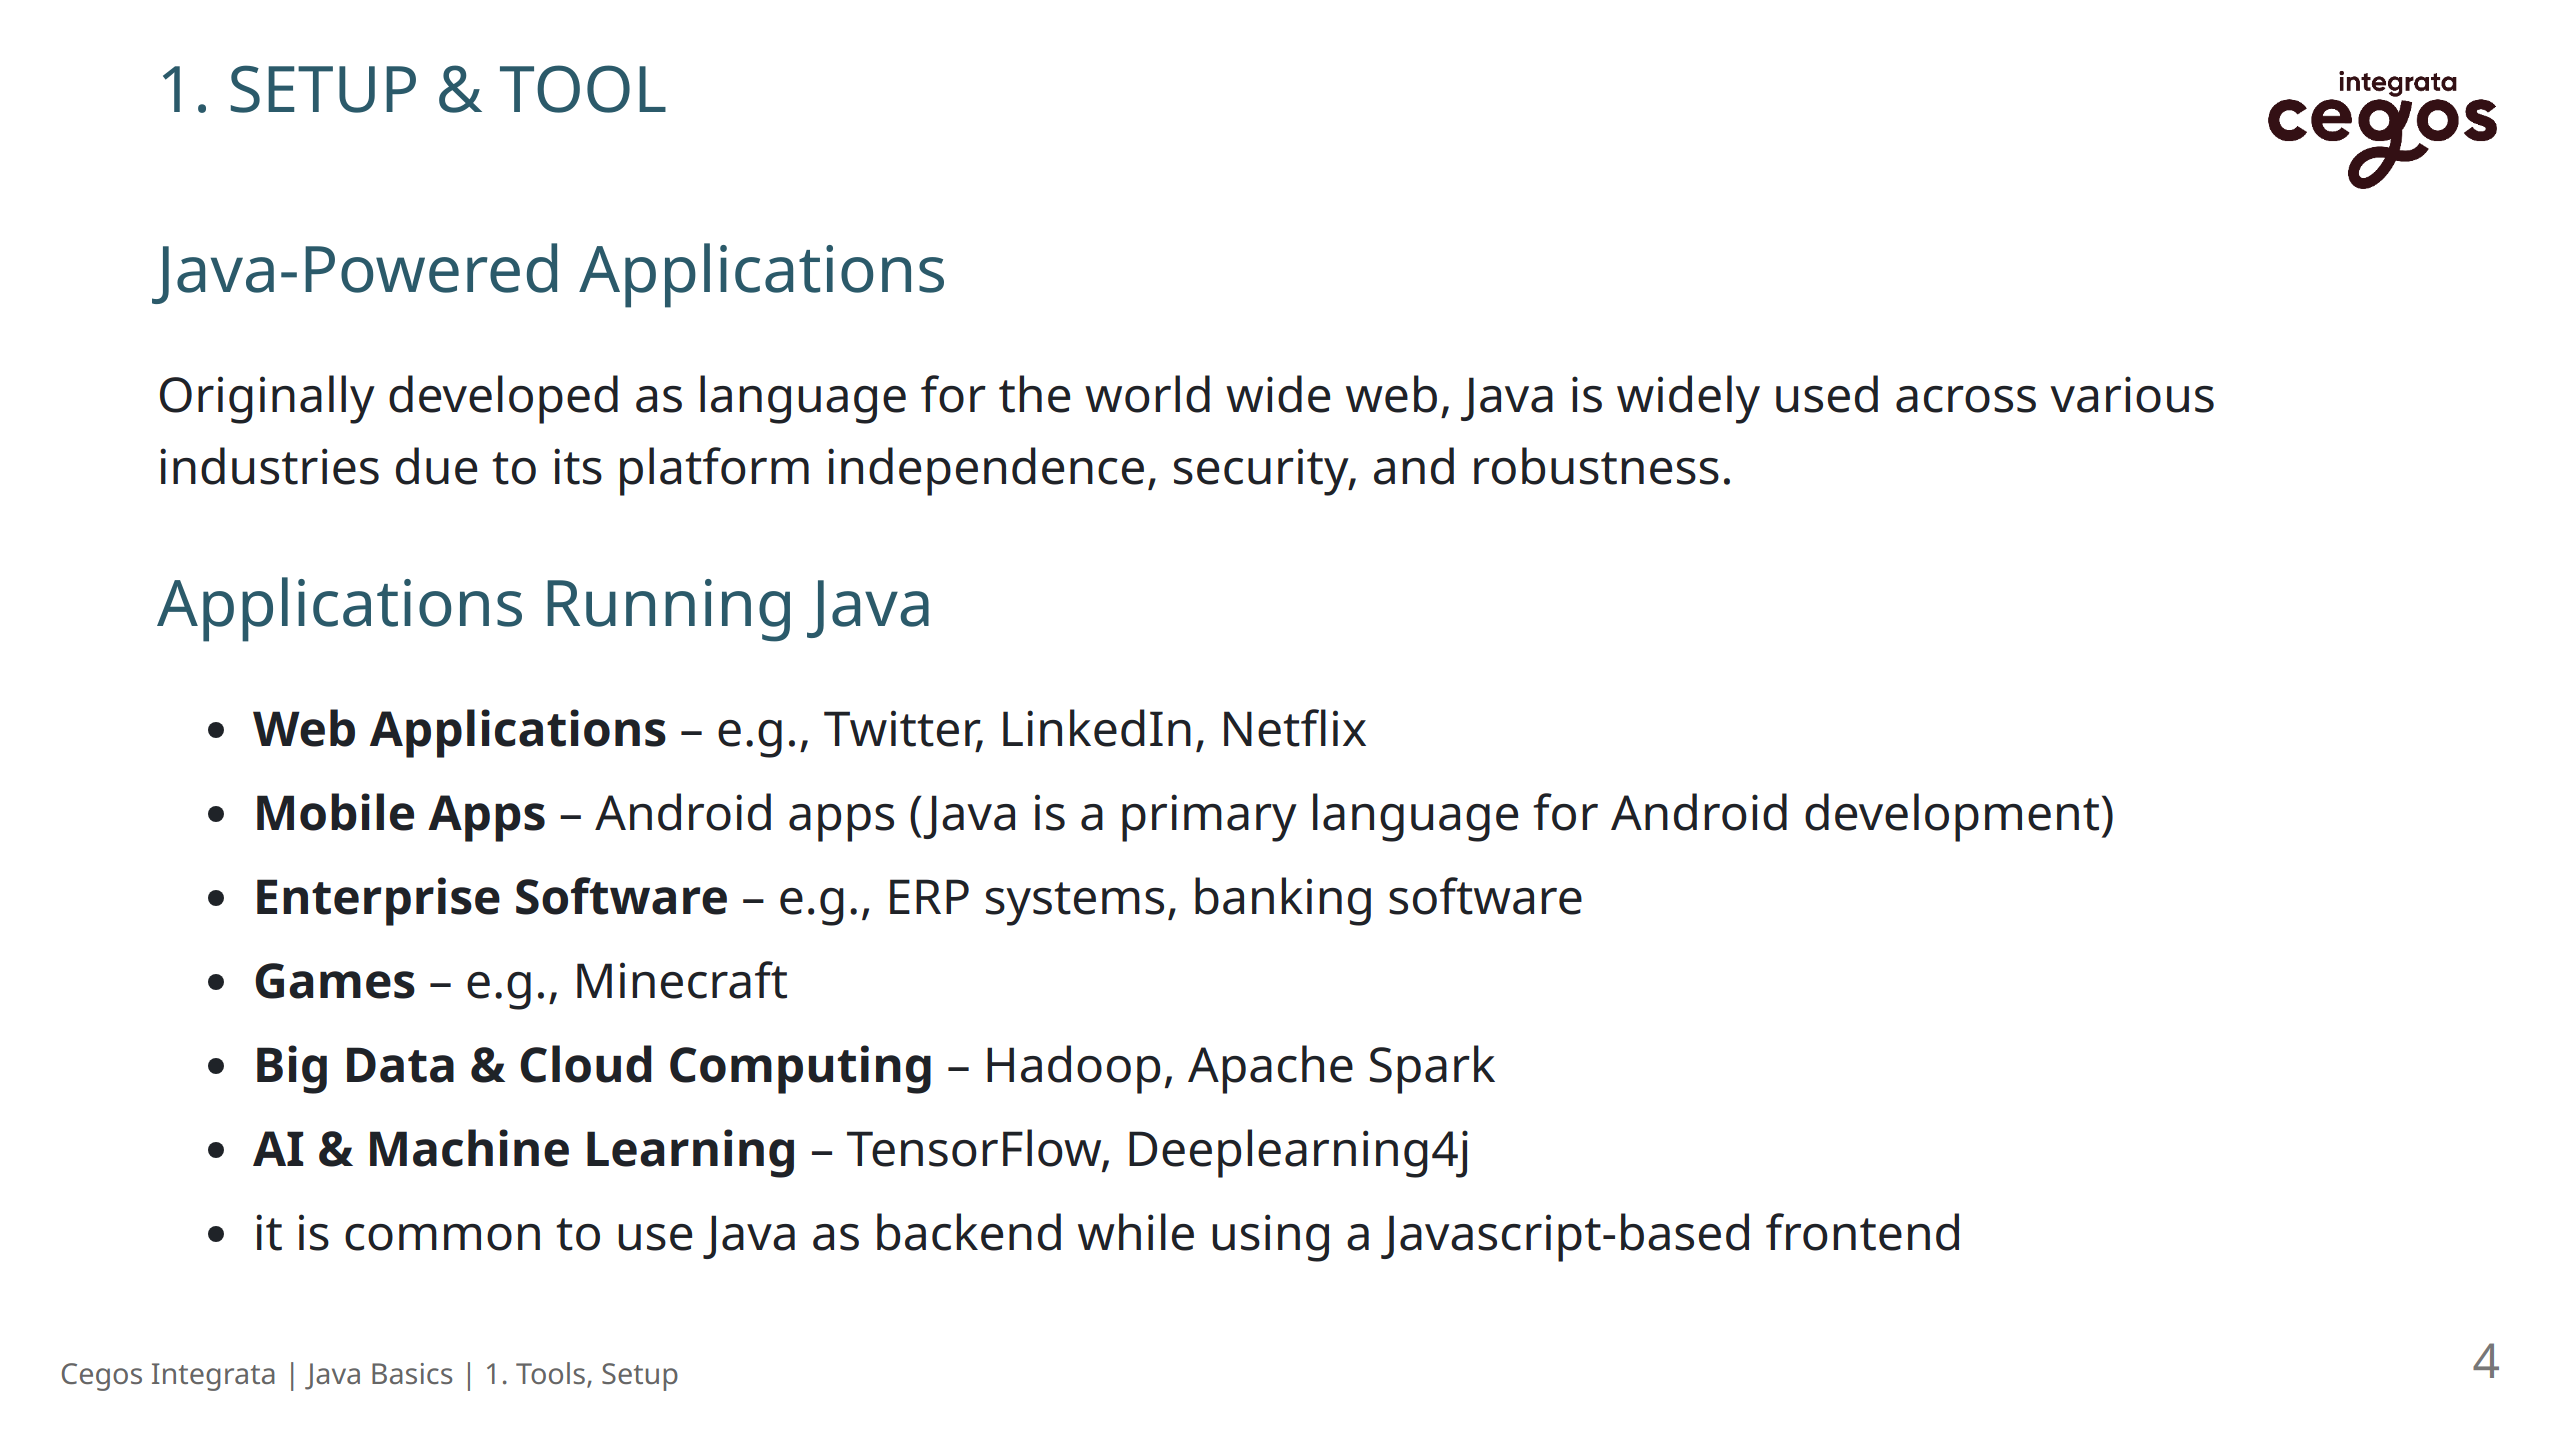 1. SETUP & TOOL
integrata
cegos
Java-Powered Applications
Originally developed as language for the world wide web, Java is widely used across various
industries due to its platform independence, security, and robustness.
Applications Running Java
• Web Applications – e.g., Twitter, LinkedIn, Netflix
• Mobile Apps – Android apps (Java is a primary language for Android development)
• Enterprise Software – e.g., ERP systems, banking software
• Games – e.g., Minecraft
• Big Data & Cloud Computing – Hadoop, Apache Spark
• AI & Machine Learning – TensorFlow, Deeplearning4j
• it is common to use Java as backend while using a Javascript-based frontend
Cegos Integrata | Java Basics | 1. Tools, Setup
4